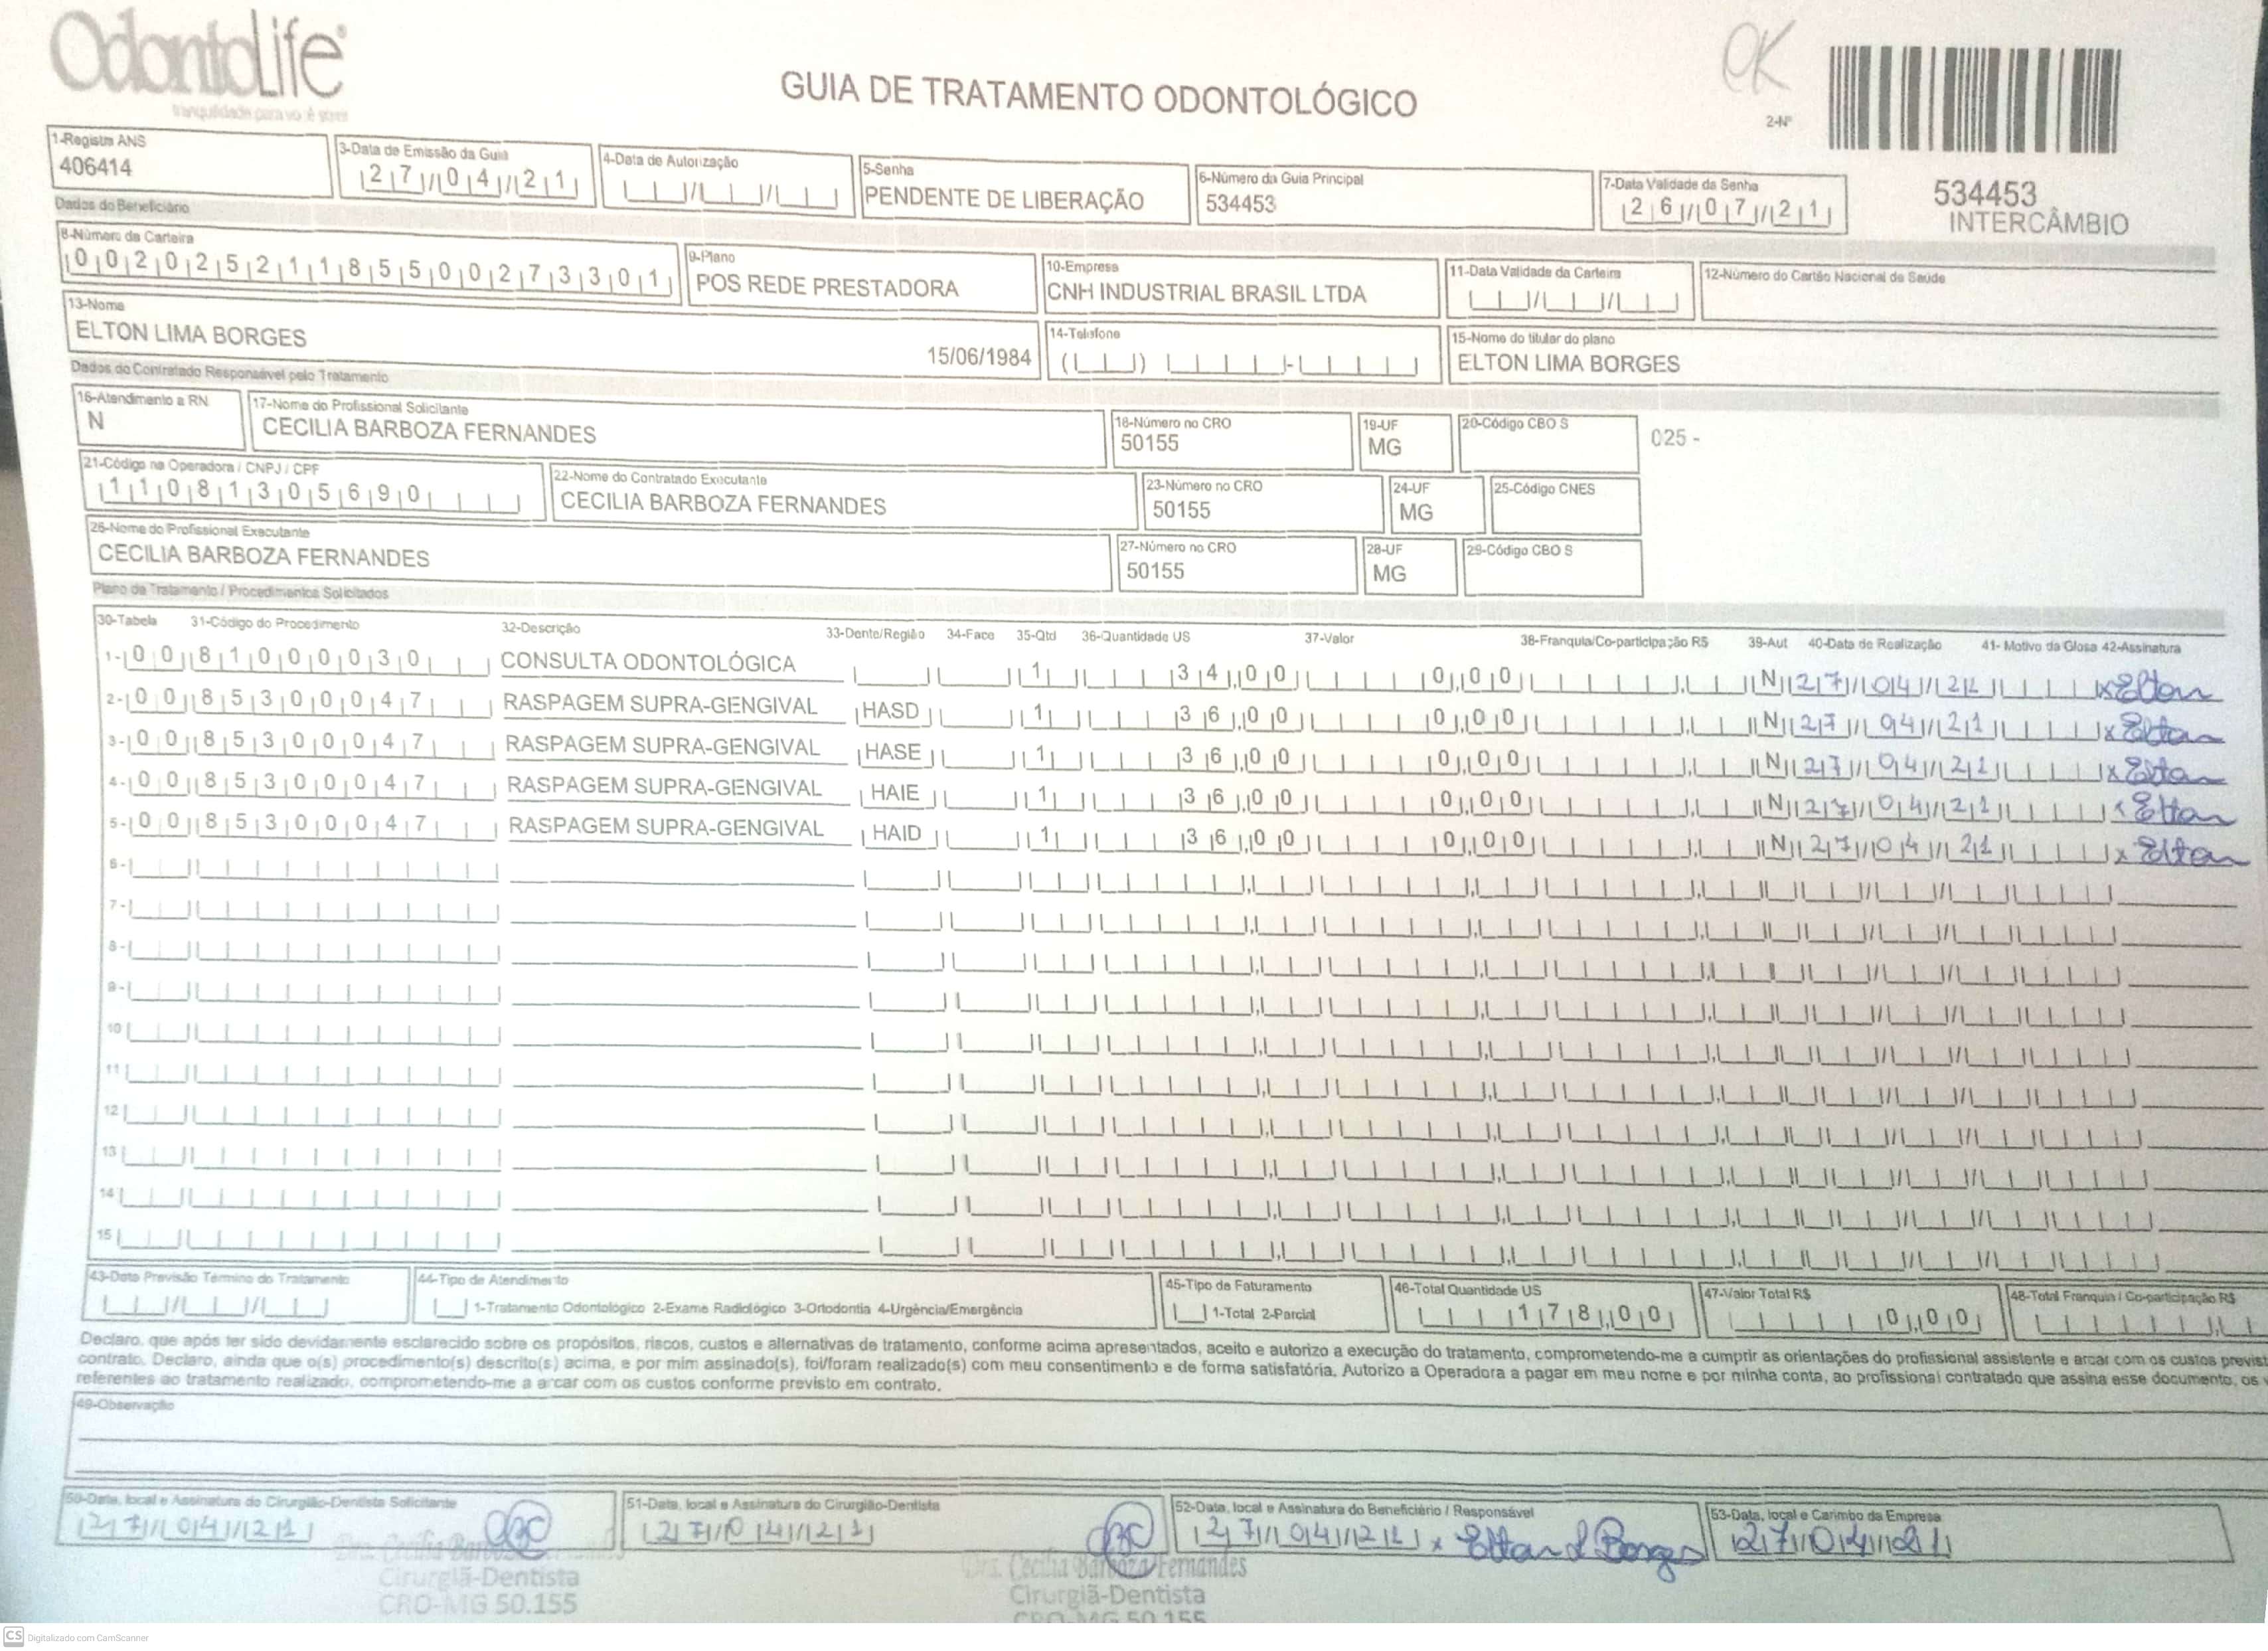 OdontoLife
tranquilidade para você sorrir
GUIA DE TRATAMENTO ODONTOLÓGICO
OK
2-Nº
534453
INTERCÂMBIO
1-Registro ANS
406414
3-Data de Emissão da Guia
27/04/21
4-Data de Autorização
5-Senha
PENDENTE DE LIBERAÇÃO
6-Número da Guia Principal
534453
7-Data Validade da Senha
26/07/21
Dados do Beneficiário
8-Número da Carteira
00202521185500273301
9-Plano
POS REDE PRESTADORA
10-Empresa
CNH INDUSTRIAL BRASIL LTDA
11-Data Validade da Carteira
12-Número do Cartão Nacional de Saúde
13-Nome
ELTON LIMA BORGES
15/06/1984
14-Telefone
15-Nome do titular do plano
ELTON LIMA BORGES
Dados do Contratado Responsável pelo Tratamento
16-Atendimento a RN
N
17-Nome do Profissional Solicitante
CECILIA BARBOZA FERNANDES
18-Número no CRO
50155
19-UF
MG
20-Código CBO S
025 -
21-Código na Operadora / CNPJ / CPF
11081305690
22-Nome do Contratado Executante
CECILIA BARBOZA FERNANDES
23-Número no CRO
50155
24-UF
MG
25-Código CNES
26-Nome do Profissional Executante
CECILIA BARBOZA FERNANDES
27-Número no CRO
50155
28-UF
MG
29-Código CBO S
Plano de Tratamento / Procedimentos Solicitados
30-Tabela 31-Código do Procedimento 32-Descrição 33-Dente/Região 34-Face 35-Qtd 36-Quantidade US 37-Valor 38-Franquia/Co-participação R$ 39-Aut 40-Data de Realização 41- Motivo da Glosa 42-Assinatura
1- 00 81000030 CONSULTA ODONTOLÓGICA 1 34,00 0,00 N 27/04/21 x Elton
2- 00 85300047 RASPAGEM SUPRA-GENGIVAL HASD 1 36,00 0,00 N 27/04/21 x Elton
3- 00 85300047 RASPAGEM SUPRA-GENGIVAL HASE 1 36,00 0,00 N 27/04/21 x Elton
4- 00 85300047 RASPAGEM SUPRA-GENGIVAL HAIE 1 36,00 0,00 N 27/04/21 x Elton
5- 00 85300047 RASPAGEM SUPRA-GENGIVAL HAID 1 36,00 0,00 N 27/04/21 x Elton
6-
7-
8-
9-
10
11
12
13
14
15
43-Data Previsão Término do Tratamento
44-Tipo de Atendimento
1-Tratamento Odontológico 2-Exame Radiológico 3-Ortodontia 4-Urgência/Emergência
45-Tipo de Faturamento
1-Total 2-Parcial
46-Total Quantidade US
178,00
47-Valor Total R$
0,00
48-Total Franquia / Co-participação R$
Declaro, que após ter sido devidamente esclarecido sobre os propósitos, riscos, custos e alternativas de tratamento, conforme acima apresentados, aceito e autorizo a execução do tratamento, comprometendo-me a cumprir as orientações do profissional assistente e arcar com os custos previst
contrato. Declaro, ainda que o(s) procedimento(s) descrito(s) acima, e por mim assinado(s), foi/foram realizado(s) com meu consentimento e de forma satisfatória. Autorizo a Operadora a pagar em meu nome e por minha conta, ao profissional contratado que assina esse documento, os
referentes ao tratamento realizado, comprometendo-me a arcar com os custos conforme previsto em contrato.
49-Observação
50-Data, local e Assinatura do Cirurgião-Dentista Solicitante
27/04/21
51-Data, local e Assinatura do Cirurgião-Dentista
27/04/21
52-Data, local e Assinatura do Beneficiário / Responsável
27/04/21 x Elton L Borges
53-Data, local e Carimbo da Empresa
27/04/21
Dra. Cecília Barboza Fernandes
Cirurgiã-Dentista
CRO-MG 50.155
Dra. Cecília Barboza Fernandes
Cirurgiã-Dentista
CRO-MG 50.155
CS Digitalizado com CamScanner